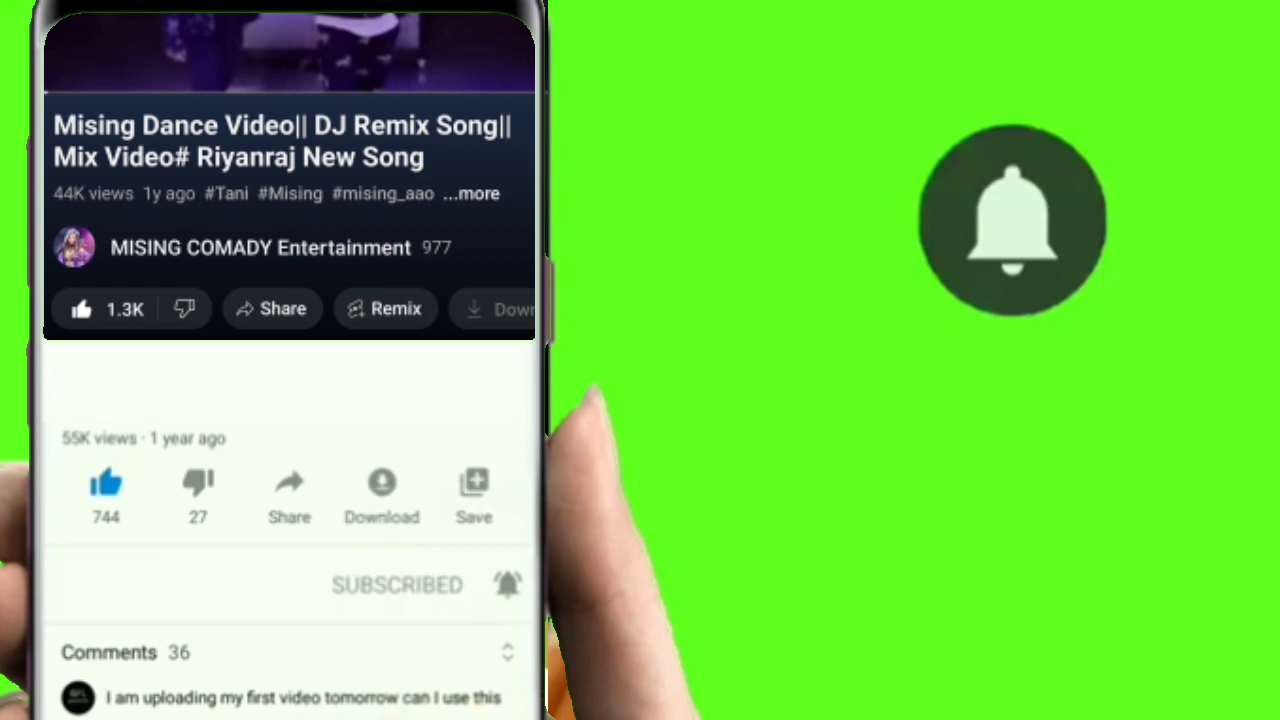 Mising Dance Video|| DJ Remix Song||
Mix Video# Riyanraj New Song
44K views 1y ago #Tani #Mising #mising_aao ...more
MISING COMADY Entertainment 977
1.3K Share Remix Down
55K views · 1 year ago
744 27 Share Download Save
SUBSCRIBED
Comments 36
I am uploading my first video tomorrow can I use this